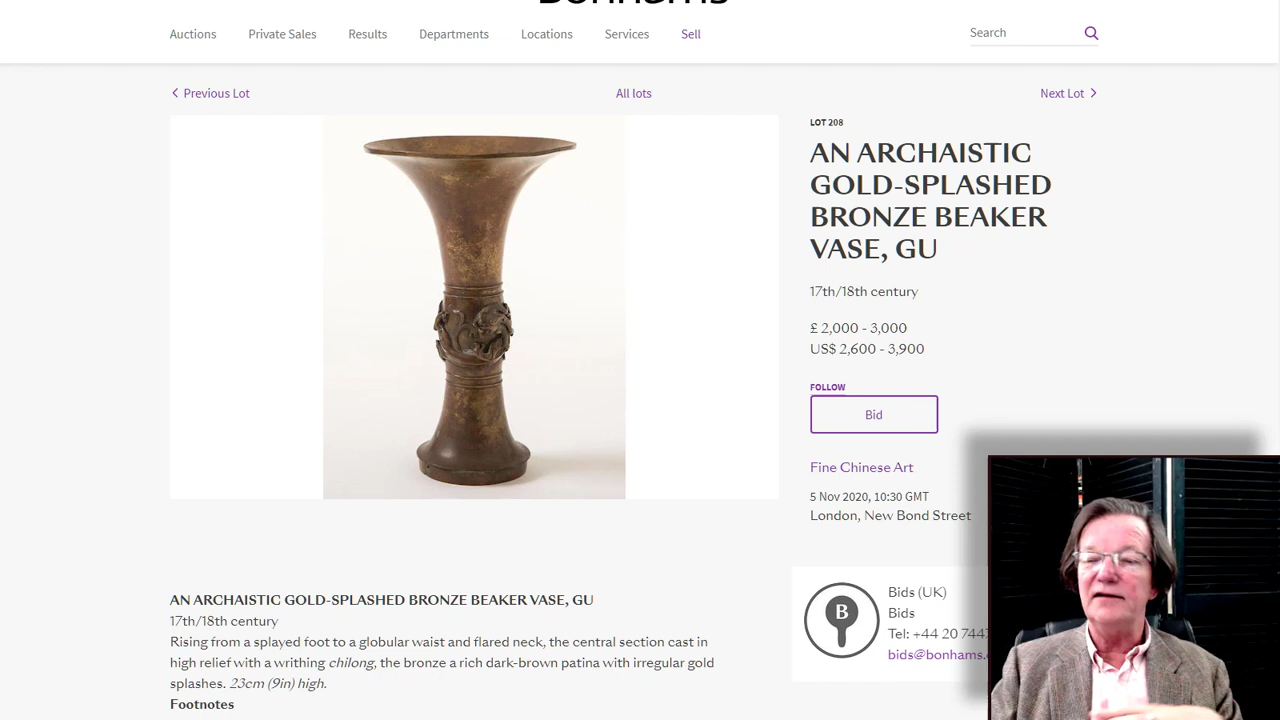 Bonhams
Auctions
Private Sales
Results
Departments
Locations
Services
Sell
Search
Previous Lot
All lots
Next Lot
LOT 208
AN ARCHAISTIC
GOLD-SPLASHED
BRONZE BEAKER
VASE, GU
17th/18th century
£ 2,000 - 3,000
US$ 2,600 - 3,900
FOLLOW
Bid
Fine Chinese Art
5 Nov 2020, 10:30 GMT
London, New Bond Street
B
Bids (UK)
Bids
Tel: +44 20 744
bids@bonhams.
AN ARCHAISTIC GOLD-SPLASHED BRONZE BEAKER VASE, GU
17th/18th century
Rising from a splayed foot to a globular waist and flared neck, the central section cast in
high relief with a writhing chilong, the bronze a rich dark-brown patina with irregular gold
splashes. 23cm (9in) high.
Footnotes